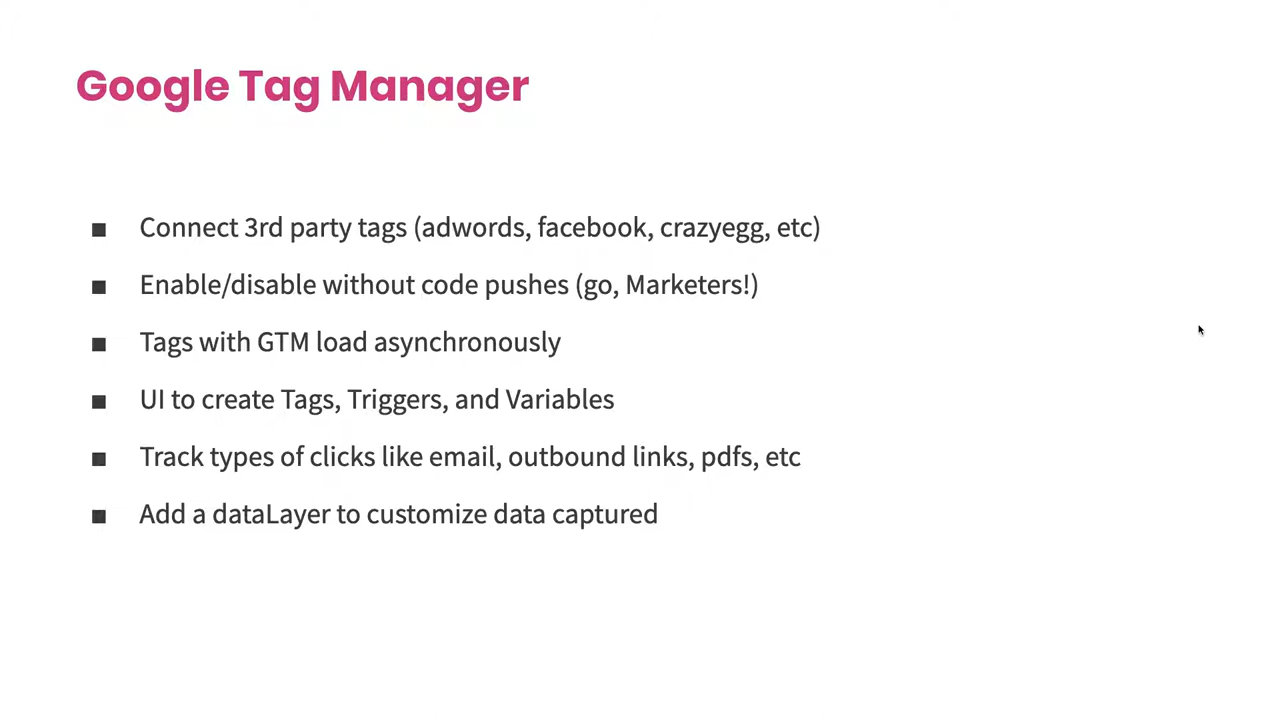 Google Tag Manager
■ Connect 3rd party tags (adwords, facebook, crazyegg, etc)
■ Enable/disable without code pushes (go, Marketers!)
■ Tags with GTM load asynchronously
■ UI to create Tags, Triggers, and Variables
■ Track types of clicks like email, outbound links, pdfs, etc
■ Add a dataLayer to customize data captured